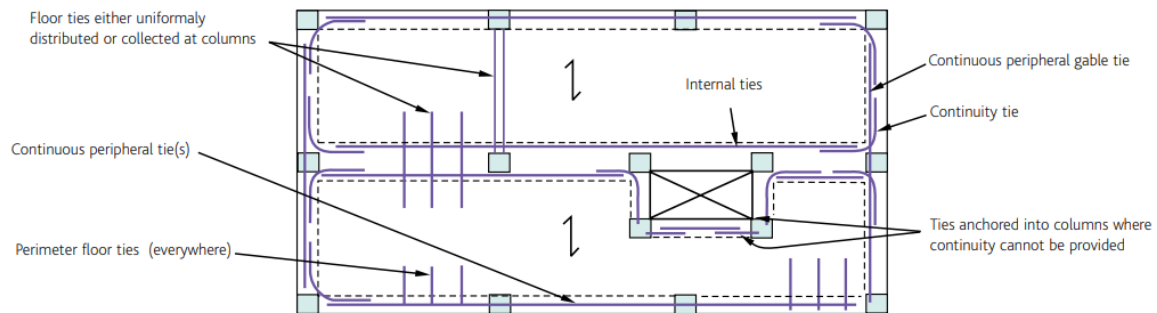 Floor ties either uniformaly
distributed or collected at columns
Continuous peripheral gable tie
Internal ties
Continuity tie
Continuous peripheral tie(s)
Ties anchored into columns where
continuity cannot be provided
Perimeter floor ties (everywhere)